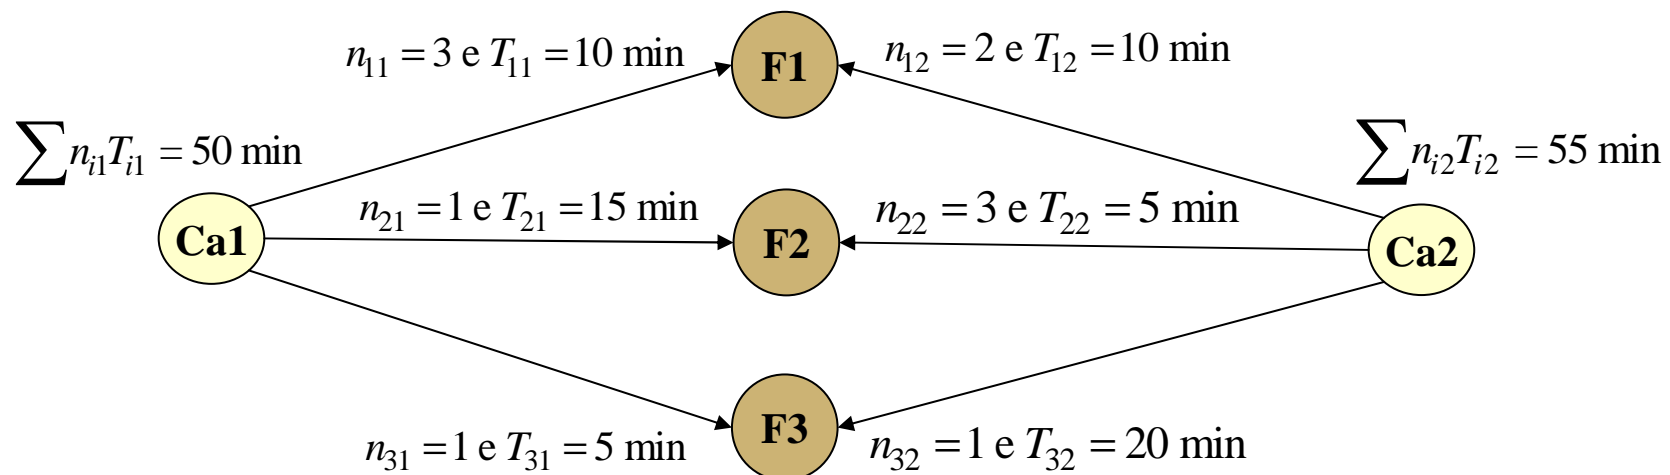 n₁₁ = 3 e T₁₁ = 10 min
F1
n₁₂ = 2 e T₁₂ = 10 min
∑nᵢ₁Tᵢ₁ = 50 min
∑nᵢ₂Tᵢ₂ = 55 min
n₂₁ = 1 e T₂₁ = 15 min
n₂₂ = 3 e T₂₂ = 5 min
Ca1
F2
Ca2
n₃₁ = 1 e T₃₁ = 5 min
F3
n₃₂ = 1 e T₃₂ = 20 min